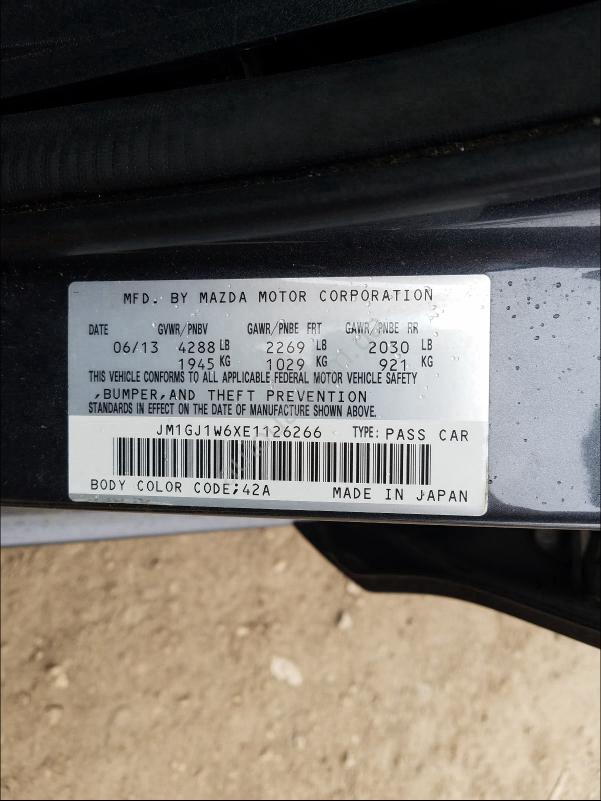 MFD. BY MAZDA MOTOR CORPORATION
DATE GVWR/PNBV GAWR/PNBE FRT GAWR/PNBE RR
06/13 4288 LB 2269 LB 2030 LB
1945 KG 1029 KG 921 KG
THIS VEHICLE CONFORMS TO ALL APPLICABLE FEDERAL MOTOR VEHICLE SAFETY
,BUMPER,AND THEFT PREVENTION
STANDARDS IN EFFECT ON THE DATE OF MANUFACTURE SHOWN ABOVE.
JM1GJ1W6XE1126266 TYPE: PASS CAR
BODY COLOR CODE;42A MADE IN JAPAN